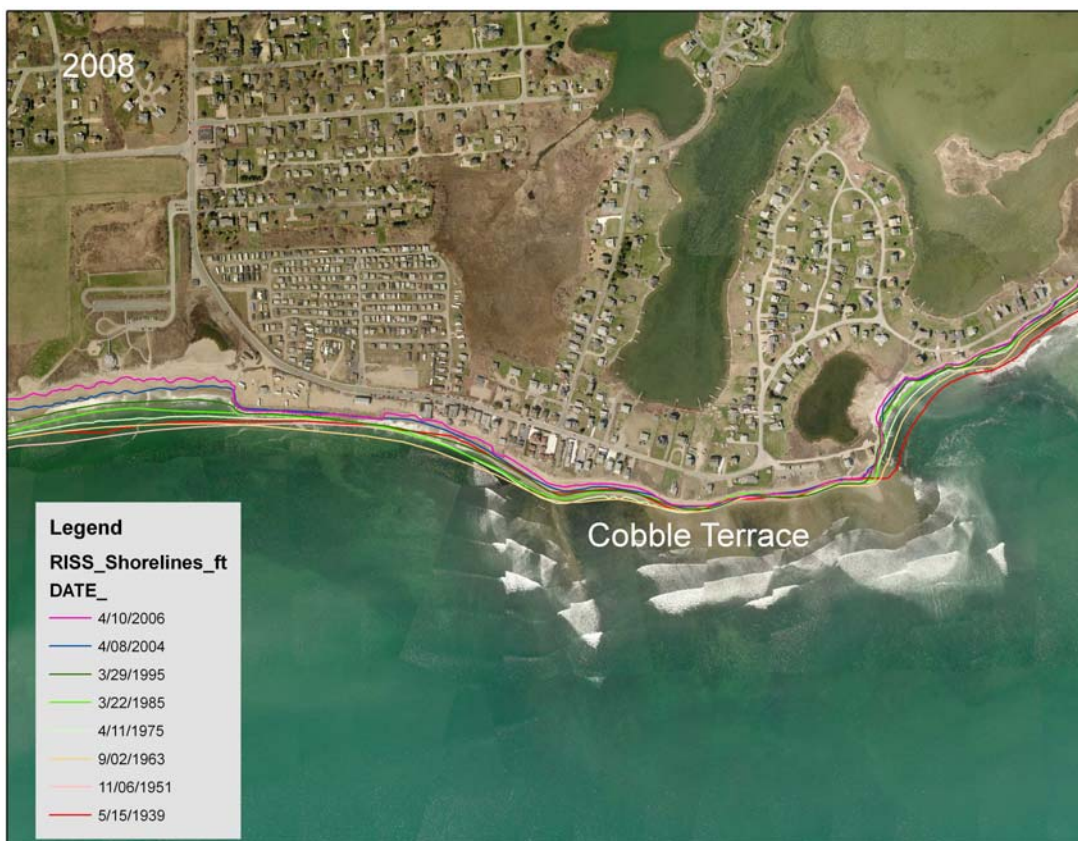 2008
Cobble Terrace
Legend
RISS_Shorelines_ft
DATE_
4/10/2006
4/08/2004
3/29/1995
3/22/1985
4/11/1975
9/02/1963
11/06/1951
5/15/1939